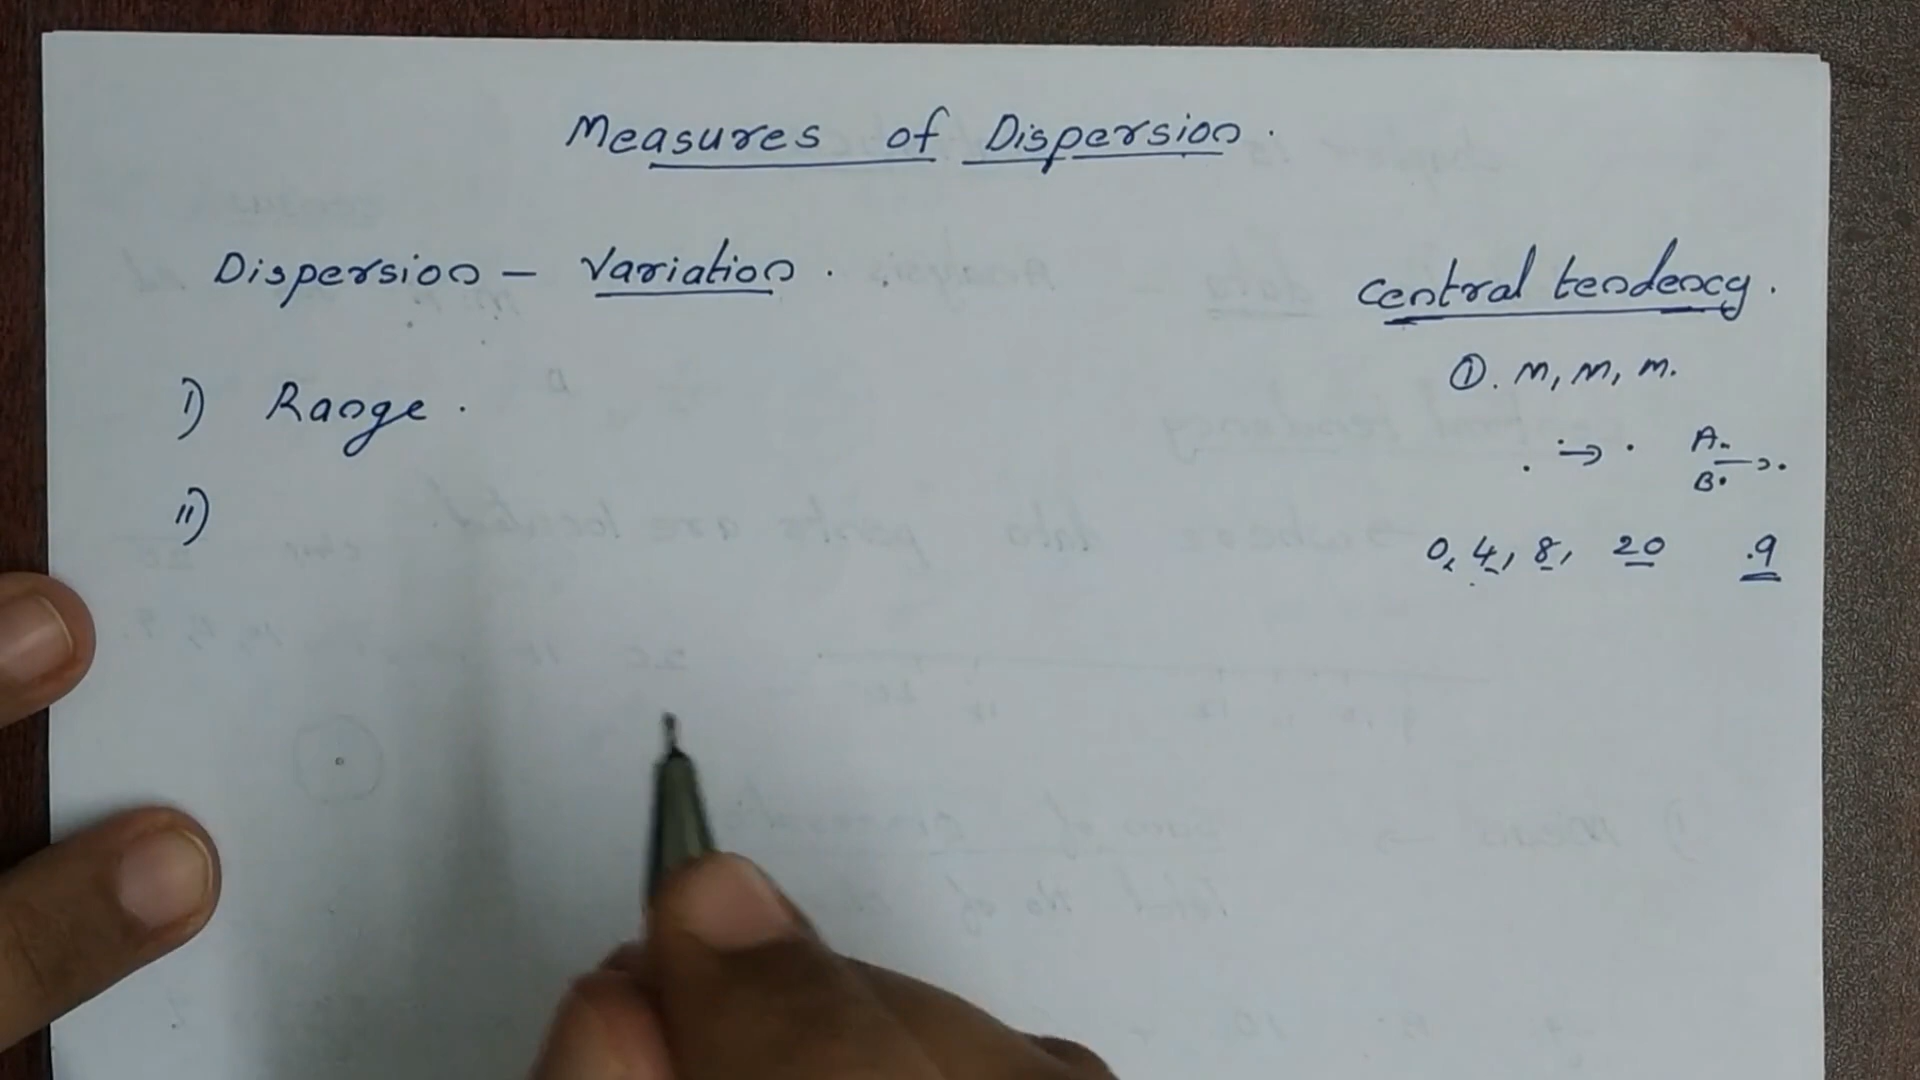 Measures of Dispersion.
Dispersion - Variation.
i) Range.
ii)
Central tendency.
①. m, m, m.
. → . A.
B. → .
0, 4, 8, 20 .9